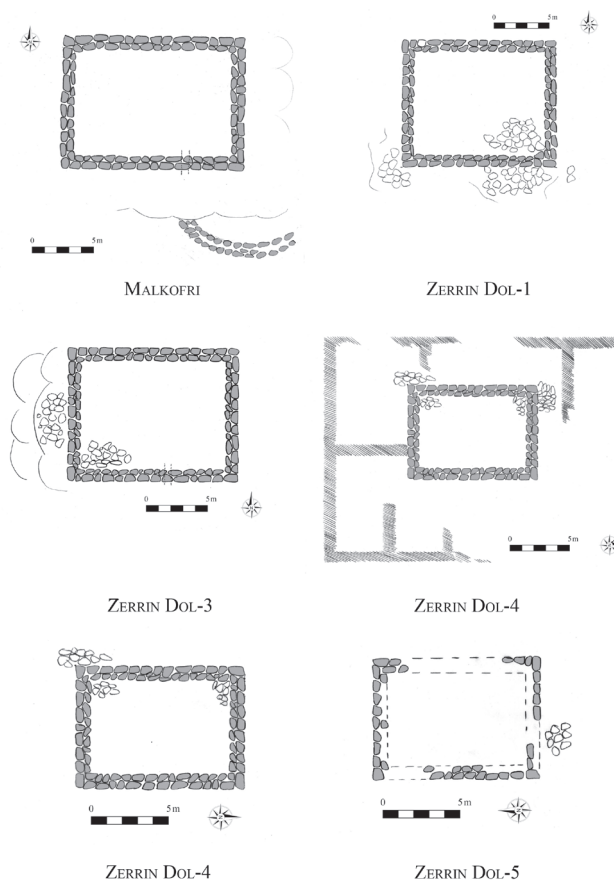 0 5m
0 5m
MALKOFRI
ZERRIN DOL-1
0 5m
0 5m
ZERRIN DOL-3
ZERRIN DOL-4
0 5m
0 5m
ZERRIN DOL-4
ZERRIN DOL-5